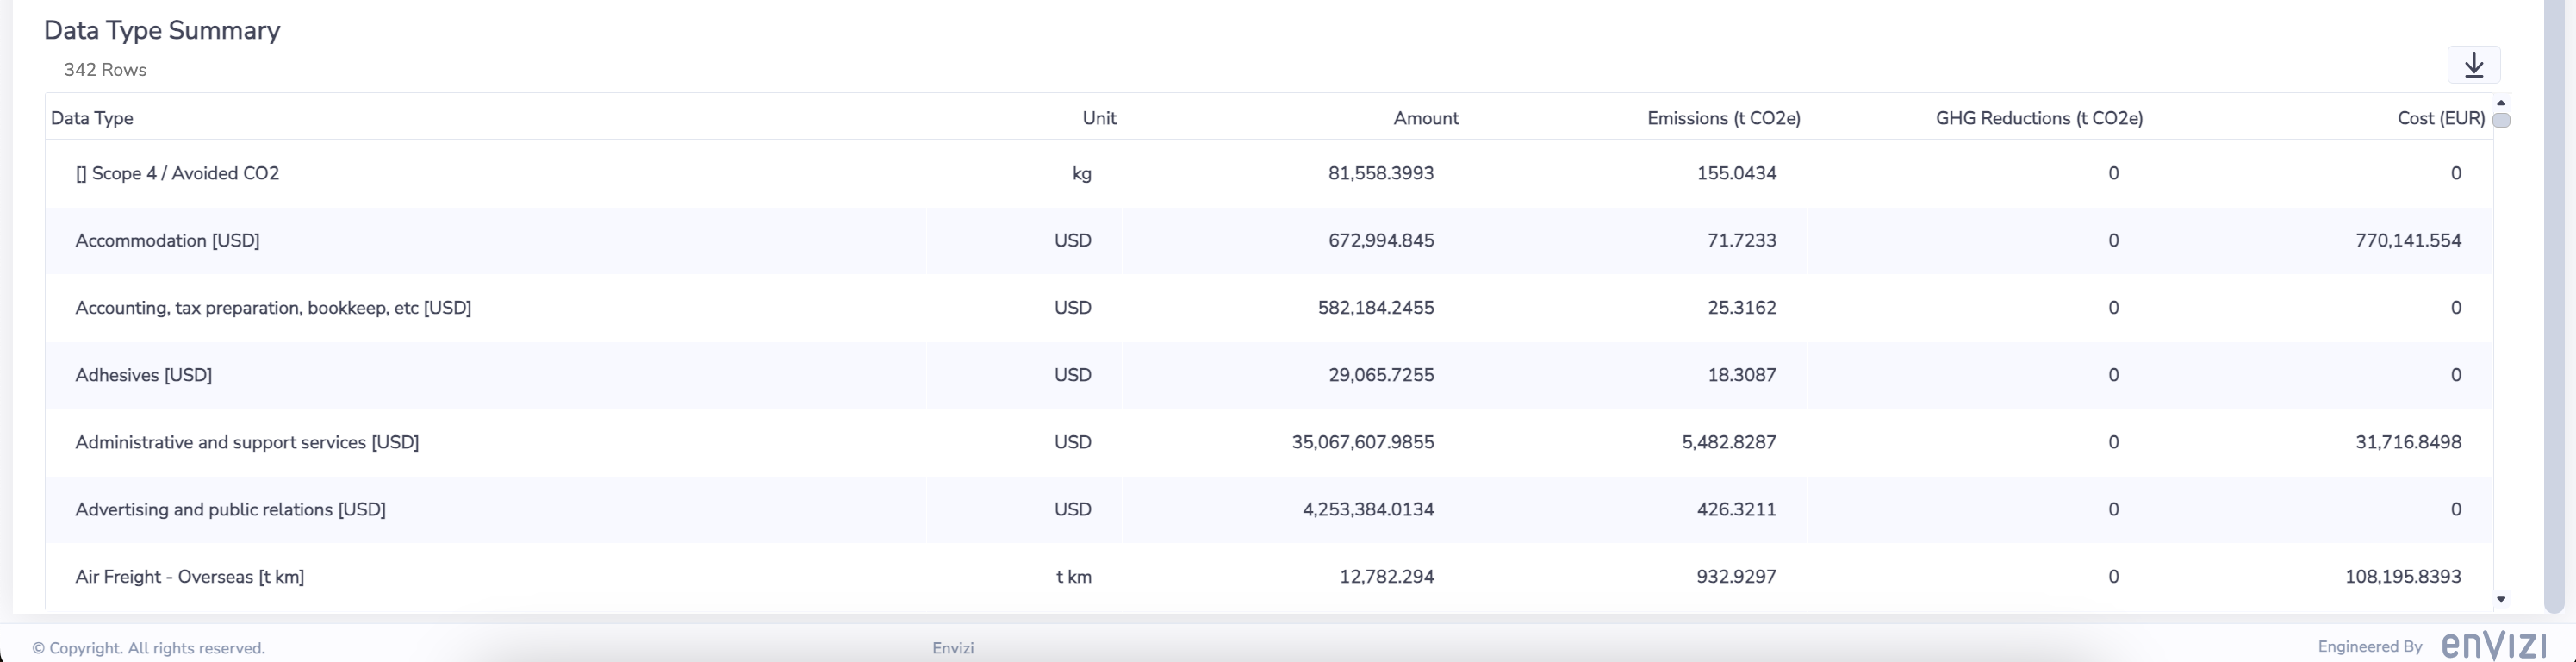 Data Type Summary
342 Rows
Data Type Unit Amount Emissions (t CO2e) GHG Reductions (t CO2e) Cost (EUR)
[] Scope 4 / Avoided CO2 kg 81,558.3993 155.0434 0 0
Accommodation [USD] USD 672,994.845 71.7233 0 770,141.554
Accounting, tax preparation, bookkeep, etc [USD] USD 582,184.2455 25.3162 0 0
Adhesives [USD] USD 29,065.7255 18.3087 0 0
Administrative and support services [USD] USD 35,067,607.9855 5,482.8287 0 31,716.8498
Advertising and public relations [USD] USD 4,253,384.0134 426.3211 0 0
Air Freight - Overseas [t km] t km 12,782.294 932.9297 0 108,195.8393
© Copyright. All rights reserved. Envizi Engineered By enVIZI